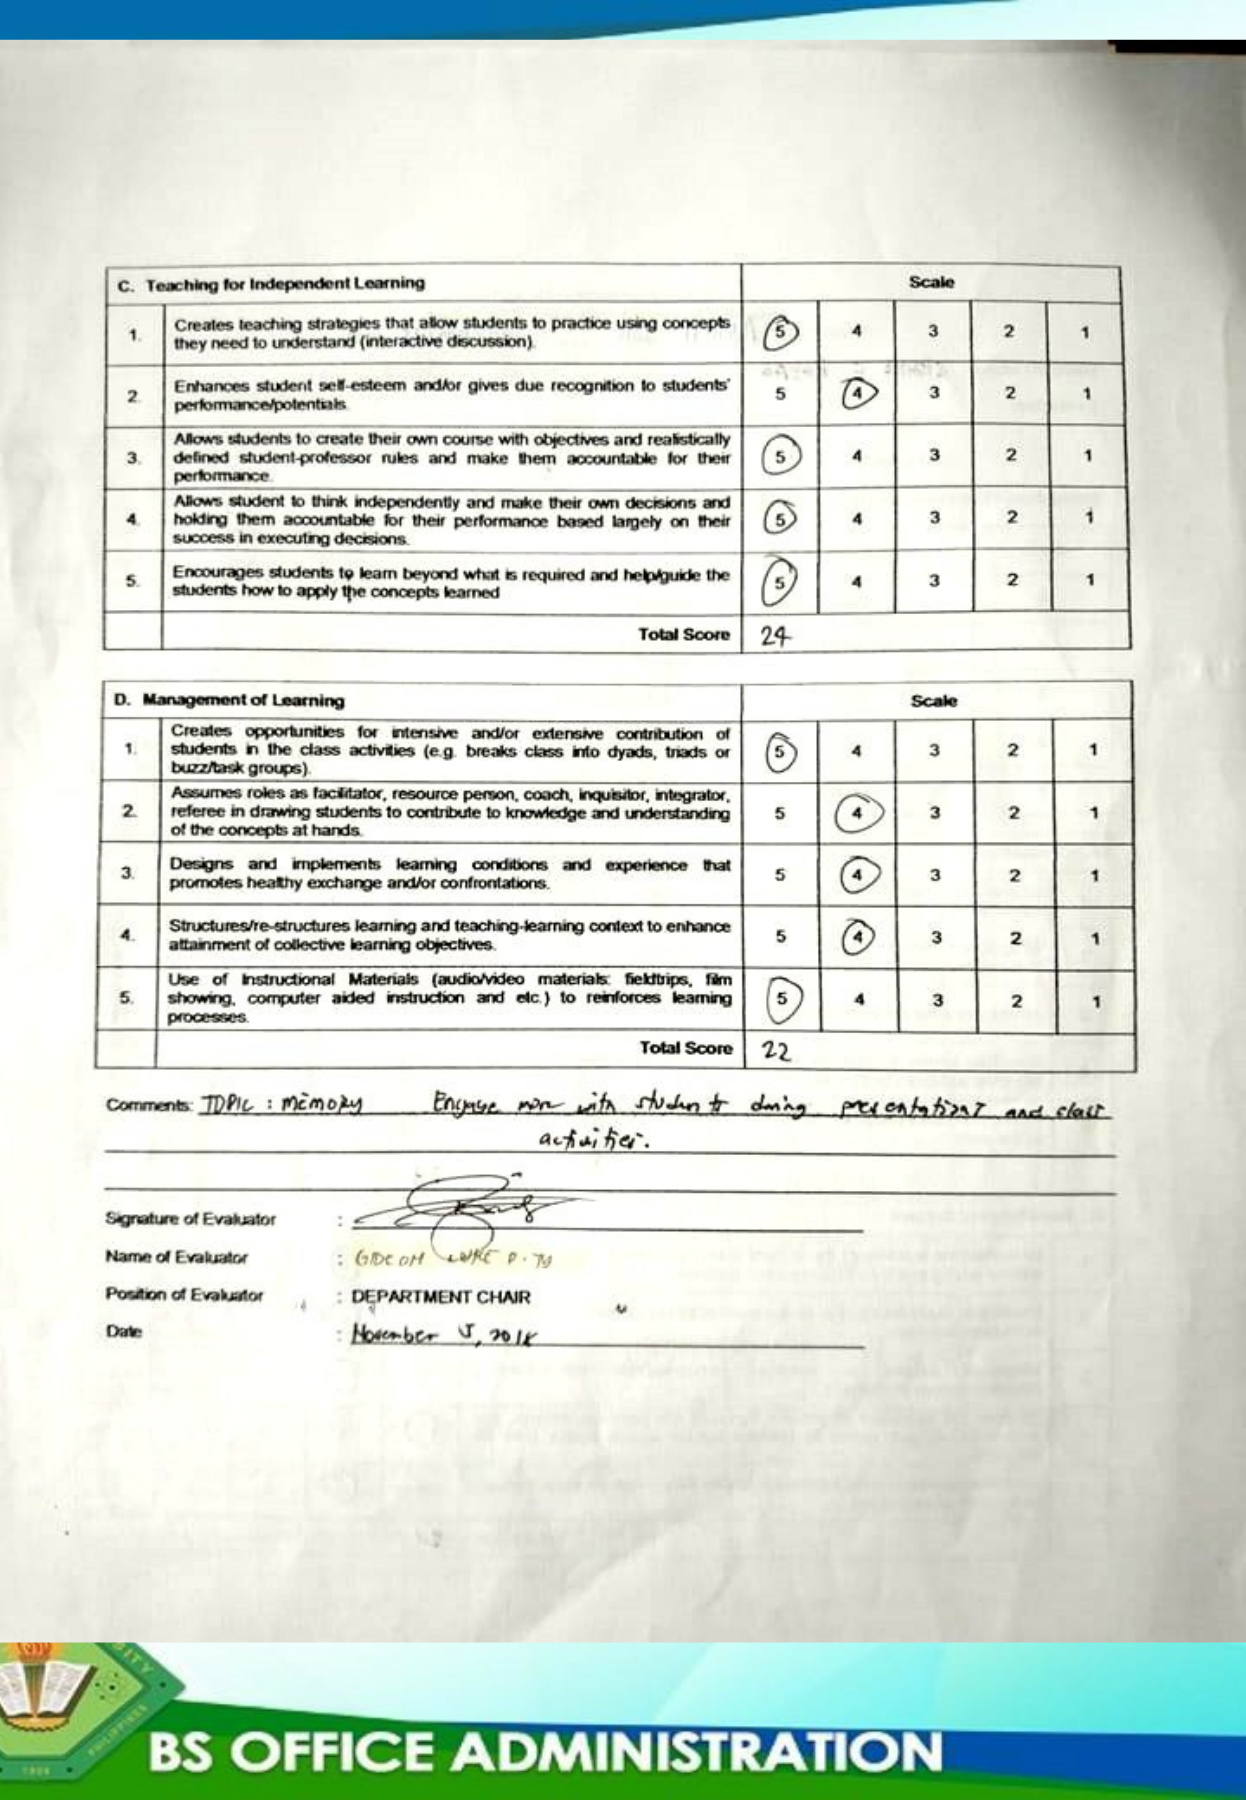 C. Teaching for Independent Learning Scale
1. Creates teaching strategies that allow students to practice using concepts they need to understand (interactive discussion). 5 4 3 2 1
2. Enhances student self-esteem and/or gives due recognition to students' performance/potentials. 5 4 3 2 1
3. Allows students to create their own course with objectives and realistically defined student-professor rules and make them accountable for their performance. 5 4 3 2 1
4. Allows student to think independently and make their own decisions and holding them accountable for their performance based largely on their success in executing decisions. 5 4 3 2 1
5. Encourages students to learn beyond what is required and help/guide the students how to apply the concepts learned 5 4 3 2 1
Total Score 24
D. Management of Learning Scale
1. Creates opportunities for intensive and/or extensive contribution of students in the class activities (e.g. breaks class into dyads, triads or buzz/task groups). 5 4 3 2 1
2. Assumes roles as facilitator, resource person, coach, inquisitor, integrator, referee in drawing students to contribute to knowledge and understanding of the concepts at hands. 5 4 3 2 1
3. Designs and implements learning conditions and experience that promotes healthy exchange and/or confrontations. 5 4 3 2 1
4. Structures/re-structures learning and teaching-learning context to enhance attainment of collective learning objectives. 5 4 3 2 1
5. Use of Instructional Materials (audio/video materials: fieldtrips, film showing, computer aided instruction and etc.) to reinforces learning processes. 5 4 3 2 1
Total Score 22
Comments: TOPIC : MEMORY Engage more with students during presentations and class
activities.
Signature of Evaluator :
Name of Evaluator : P. Ty
Position of Evaluator : DEPARTMENT CHAIR
Date : November 5, 2018
BS OFFICE ADMINISTRATION
PHILIPPINES
1904